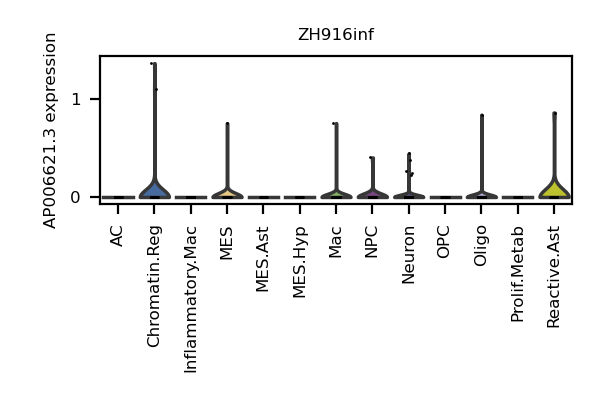 ZH916inf
AP006621.3 expression
1
0
AC
Chromatin.Reg
Inflammatory.Mac
MES
MES.Ast
MES.Hyp
Mac
NPC
Neuron
OPC
Oligo
Prolif.Metab
Reactive.Ast